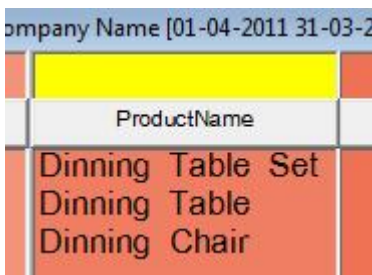 ompany Name [01-04-2011 31-03-2
ProductName
Dinning Table Set
Dinning Table
Dinning Chair